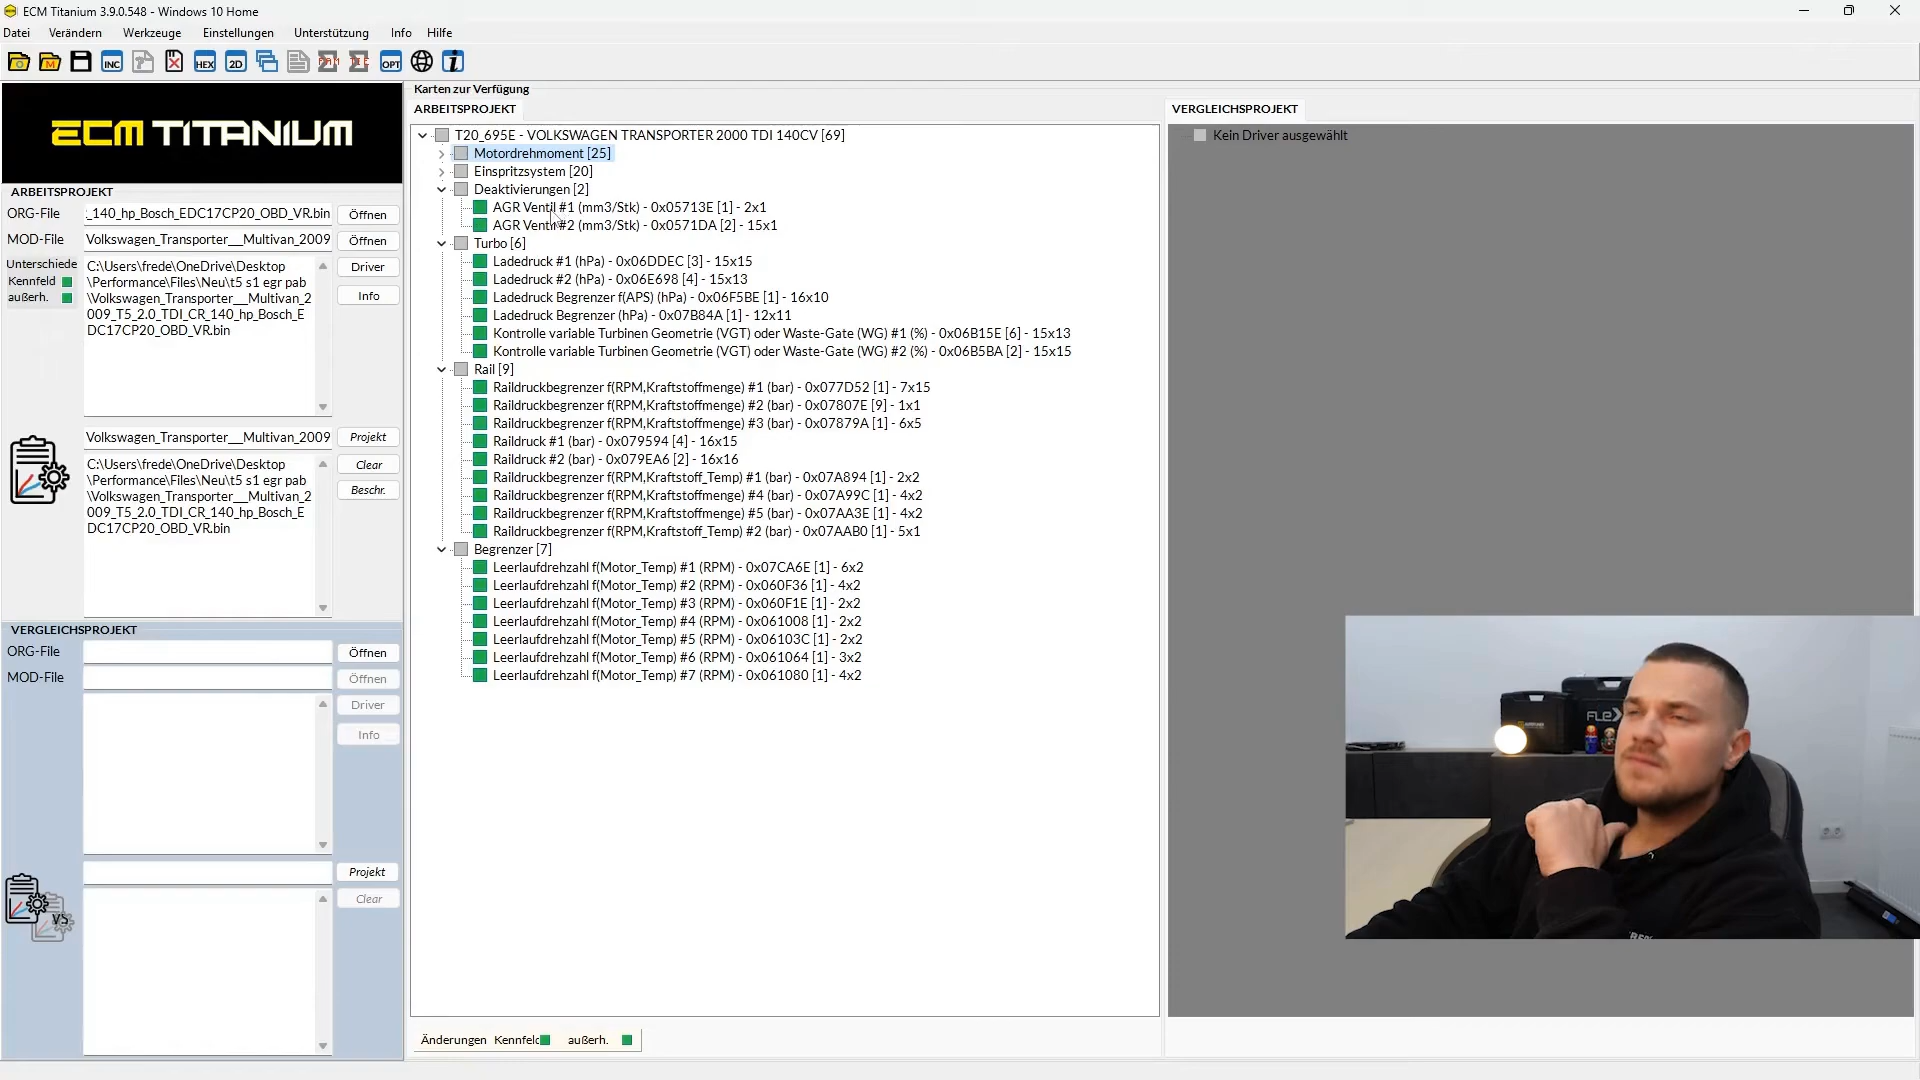 ECM Titanium 3.9.0.548 - Windows 10 Home
Datei Verändern Werkzeuge Einstellungen Unterstützung Info Hilfe
INC HEX 2D OPT
ECM TITANIUM
ARBEITSPROJEKT
ORG-File _140_hp_Bosch_EDC17CP20_OBD_VR.bin Öffnen
MOD-File Volkswagen_Transporter__Multivan_2009 Öffnen
Unterschiede
Kennfeld
außerh.
C:\Users\frede\OneDrive\Desktop
\Performance\Files\Neu\t5 s1 egr pab
\Volkswagen_Transporter__Multivan_2
009_T5_2.0_TDI_CR_140_hp_Bosch_E
DC17CP20_OBD_VR.bin
Driver
Info
Volkswagen_Transporter__Multivan_2009 Projekt
C:\Users\frede\OneDrive\Desktop
\Performance\Files\Neu\t5 s1 egr pab
\Volkswagen_Transporter__Multivan_2
009_T5_2.0_TDI_CR_140_hp_Bosch_E
DC17CP20_OBD_VR.bin
Clear
Beschr.
VERGLEICHSPROJEKT
ORG-File Öffnen
MOD-File Öffnen
Driver
Info
Projekt
Clear
VS
Karten zur Verfügung
ARBEITSPROJEKT
T20_695E - VOLKSWAGEN TRANSPORTER 2000 TDI 140CV [69]
Motordrehmoment [25]
Einspritzsystem [20]
Deaktivierungen [2]
AGR Ventil #1 (mm3/Stk) - 0x05713E [1] - 2x1
AGR Ventil #2 (mm3/Stk) - 0x0571DA [2] - 15x1
Turbo [6]
Ladedruck #1 (hPa) - 0x06DDEC [3] - 15x15
Ladedruck #2 (hPa) - 0x06E698 [4] - 15x13
Ladedruck Begrenzer f(APS) (hPa) - 0x06F5BE [1] - 16x10
Ladedruck Begrenzer (hPa) - 0x07B84A [1] - 12x11
Kontrolle variable Turbinen Geometrie (VGT) oder Waste-Gate (WG) #1 (%) - 0x06B15E [6] - 15x13
Kontrolle variable Turbinen Geometrie (VGT) oder Waste-Gate (WG) #2 (%) - 0x06B5BA [2] - 15x15
Rail [9]
Raildruckbegrenzer f(RPM,Kraftstoffmenge) #1 (bar) - 0x077D52 [1] - 7x15
Raildruckbegrenzer f(RPM,Kraftstoffmenge) #2 (bar) - 0x07807E [9] - 1x1
Raildruckbegrenzer f(RPM,Kraftstoffmenge) #3 (bar) - 0x07879A [1] - 6x5
Raildruck #1 (bar) - 0x079594 [4] - 16x15
Raildruck #2 (bar) - 0x079EA6 [2] - 16x16
Raildruckbegrenzer f(RPM,Kraftstoff_Temp) #1 (bar) - 0x07A894 [1] - 2x2
Raildruckbegrenzer f(RPM,Kraftstoffmenge) #4 (bar) - 0x07A99C [1] - 4x2
Raildruckbegrenzer f(RPM,Kraftstoffmenge) #5 (bar) - 0x07AA3E [1] - 4x2
Raildruckbegrenzer f(RPM,Kraftstoff_Temp) #2 (bar) - 0x07AAB0 [1] - 5x1
Begrenzer [7]
Leerlaufdrehzahl f(Motor_Temp) #1 (RPM) - 0x07CA6E [1] - 6x2
Leerlaufdrehzahl f(Motor_Temp) #2 (RPM) - 0x060F36 [1] - 4x2
Leerlaufdrehzahl f(Motor_Temp) #3 (RPM) - 0x060F1E [1] - 2x2
Leerlaufdrehzahl f(Motor_Temp) #4 (RPM) - 0x061008 [1] - 2x2
Leerlaufdrehzahl f(Motor_Temp) #5 (RPM) - 0x06103C [1] - 2x2
Leerlaufdrehzahl f(Motor_Temp) #6 (RPM) - 0x061064 [1] - 3x2
Leerlaufdrehzahl f(Motor_Temp) #7 (RPM) - 0x061080 [1] - 4x2
Änderungen Kennfeld außerh.
VERGLEICHSPROJEKT
Kein Driver ausgewählt
FLEX